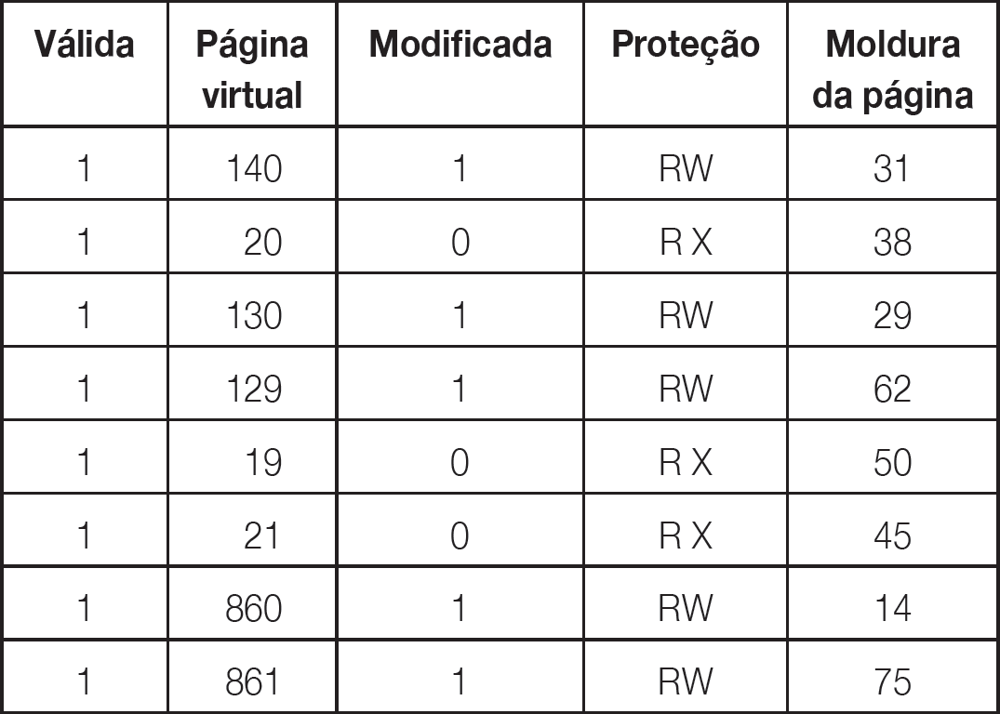 Válida Página virtual Modificada Proteção Moldura da página
1 140 1 RW 31
1 20 0 R X 38
1 130 1 RW 29
1 129 1 RW 62
1 19 0 R X 50
1 21 0 R X 45
1 860 1 RW 14
1 861 1 RW 75